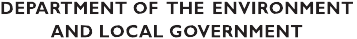 DEPARTMENT OF THE ENVIRONMENT
AND LOCAL GOVERNMENT